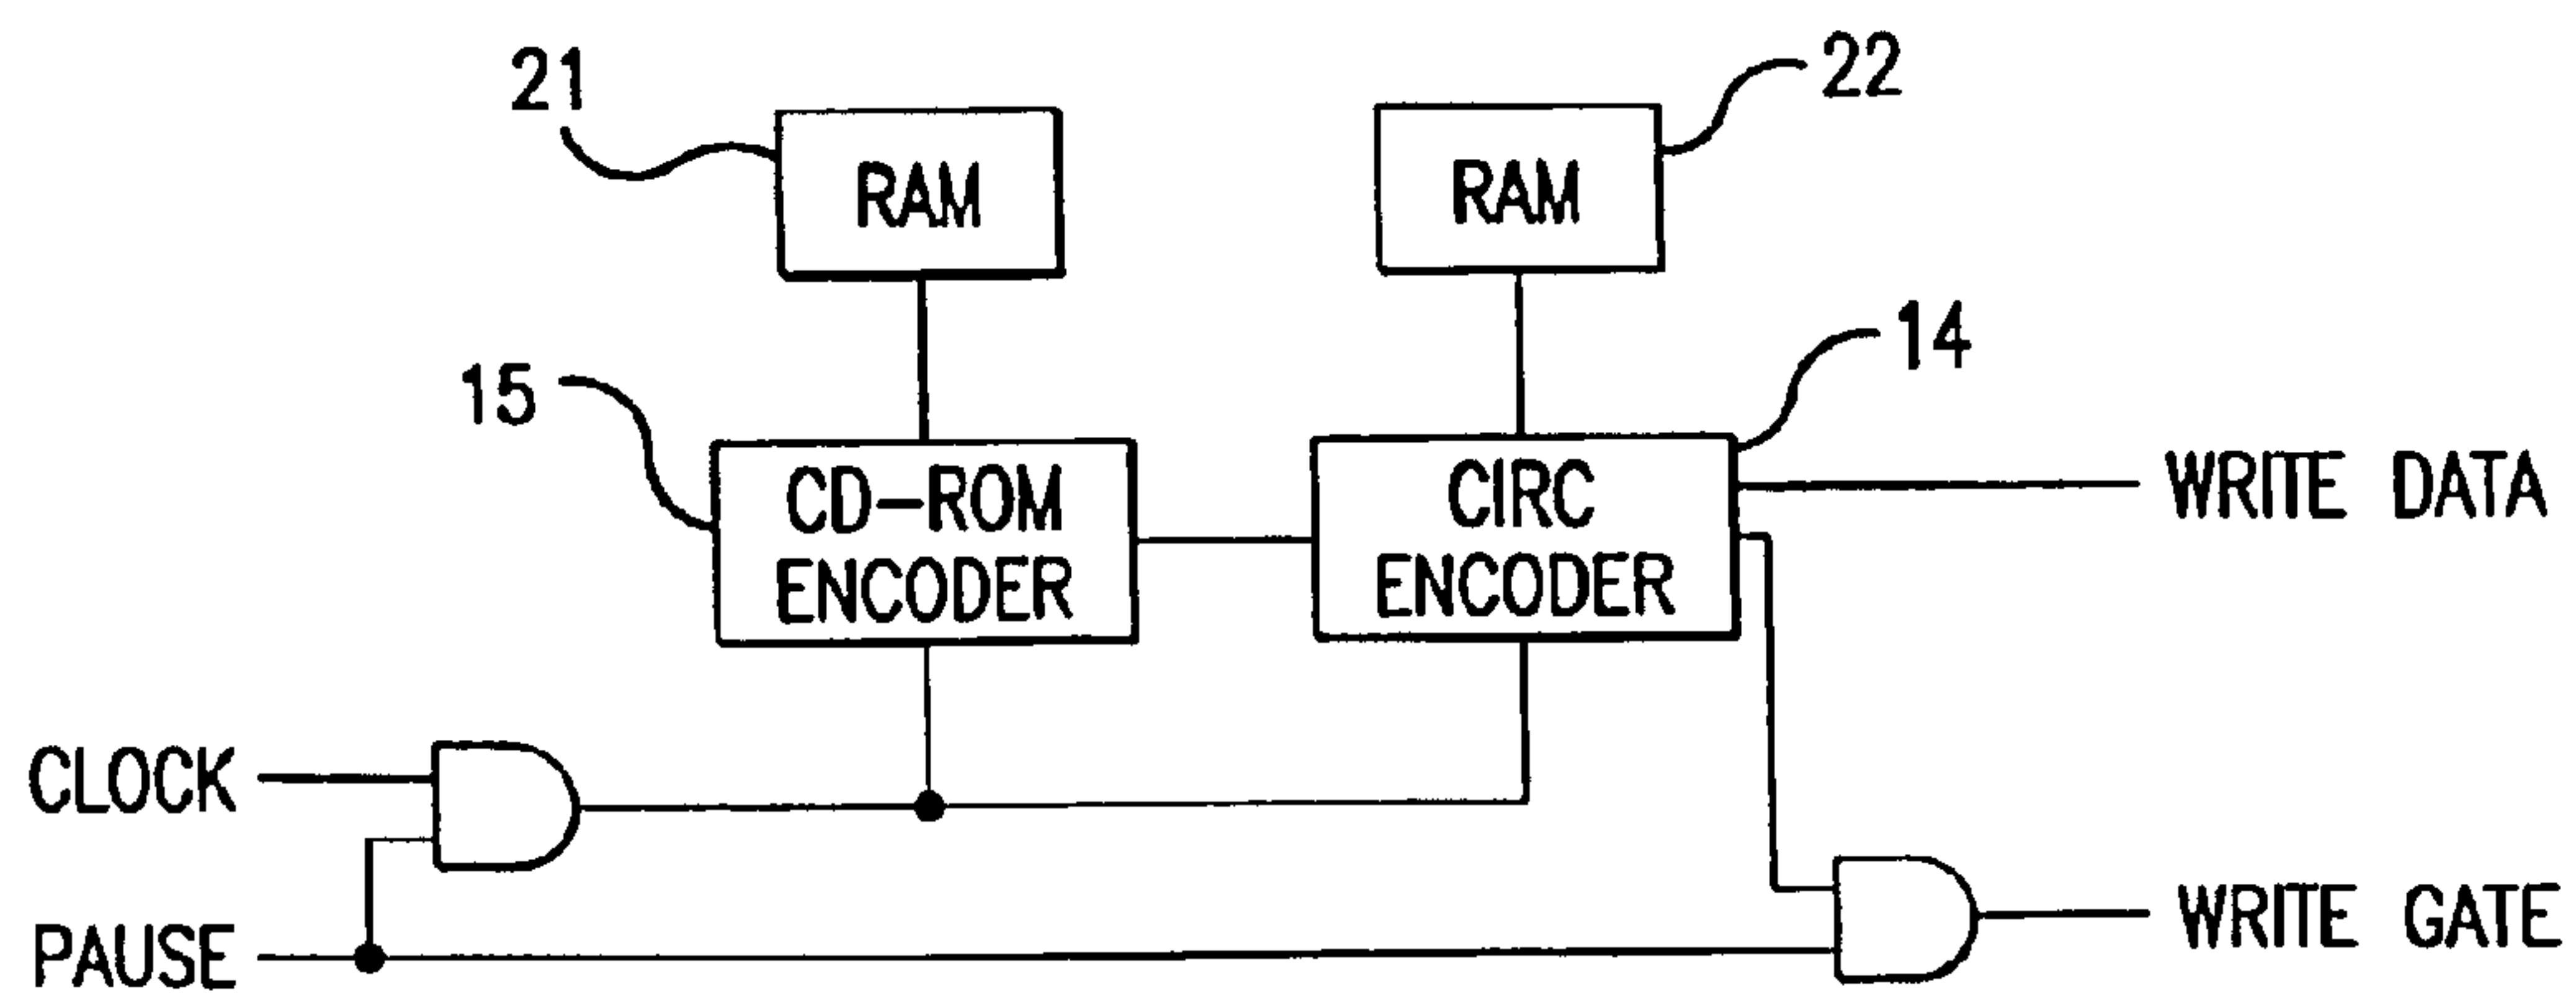 21
22
RAM
RAM
14
15
CD-ROM
ENCODER
CIRC
ENCODER
WRITE DATA
CLOCK
PAUSE
WRITE GATE